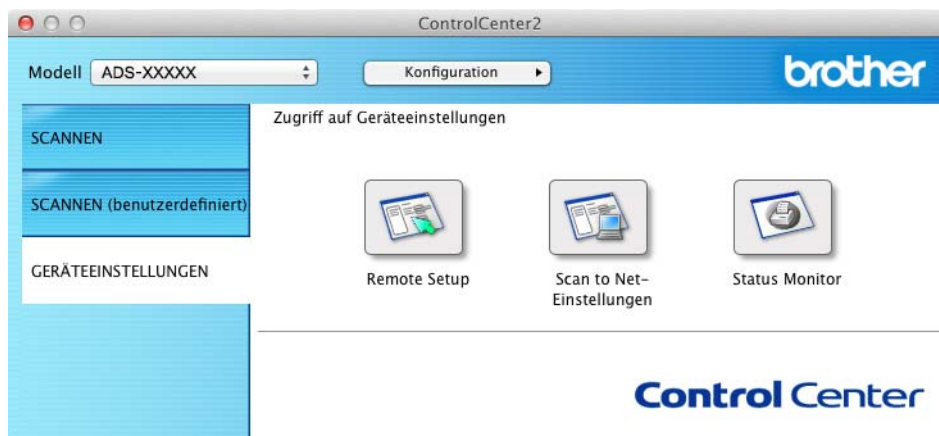 ControlCenter2
Modell ADS-XXXXX Konfiguration brother
Zugriff auf Geräteeinstellungen
SCANNEN
SCANNEN (benutzerdefiniert)
GERÄTEEINSTELLUNGEN
Remote Setup
Scan to Net-
Einstellungen
Status Monitor
Control Center